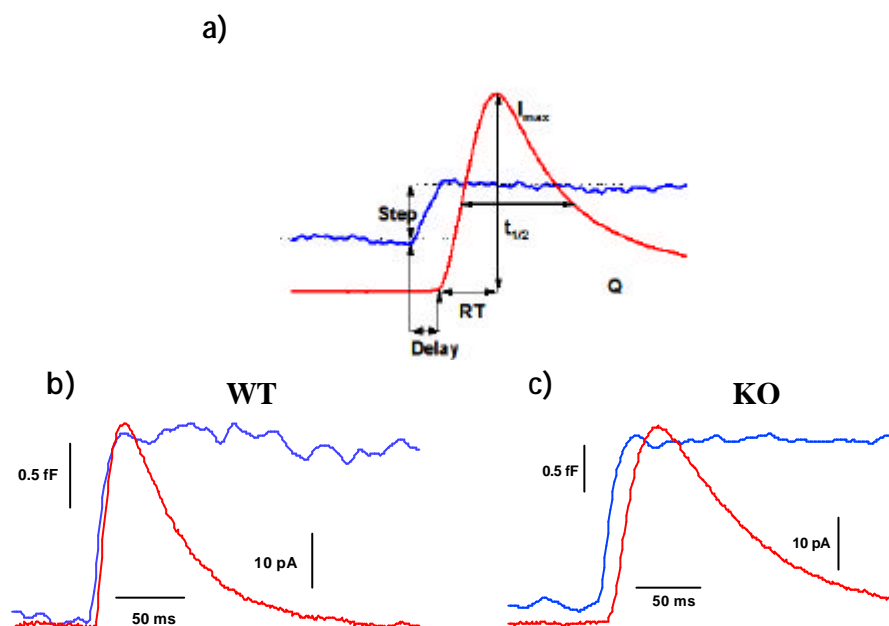 a)
Imax
Step
t1/2
Q
RT
Delay
b)
WT
c)
KO
0.5 fF
0.5 fF
10 pA
10 pA
50 ms
50 ms